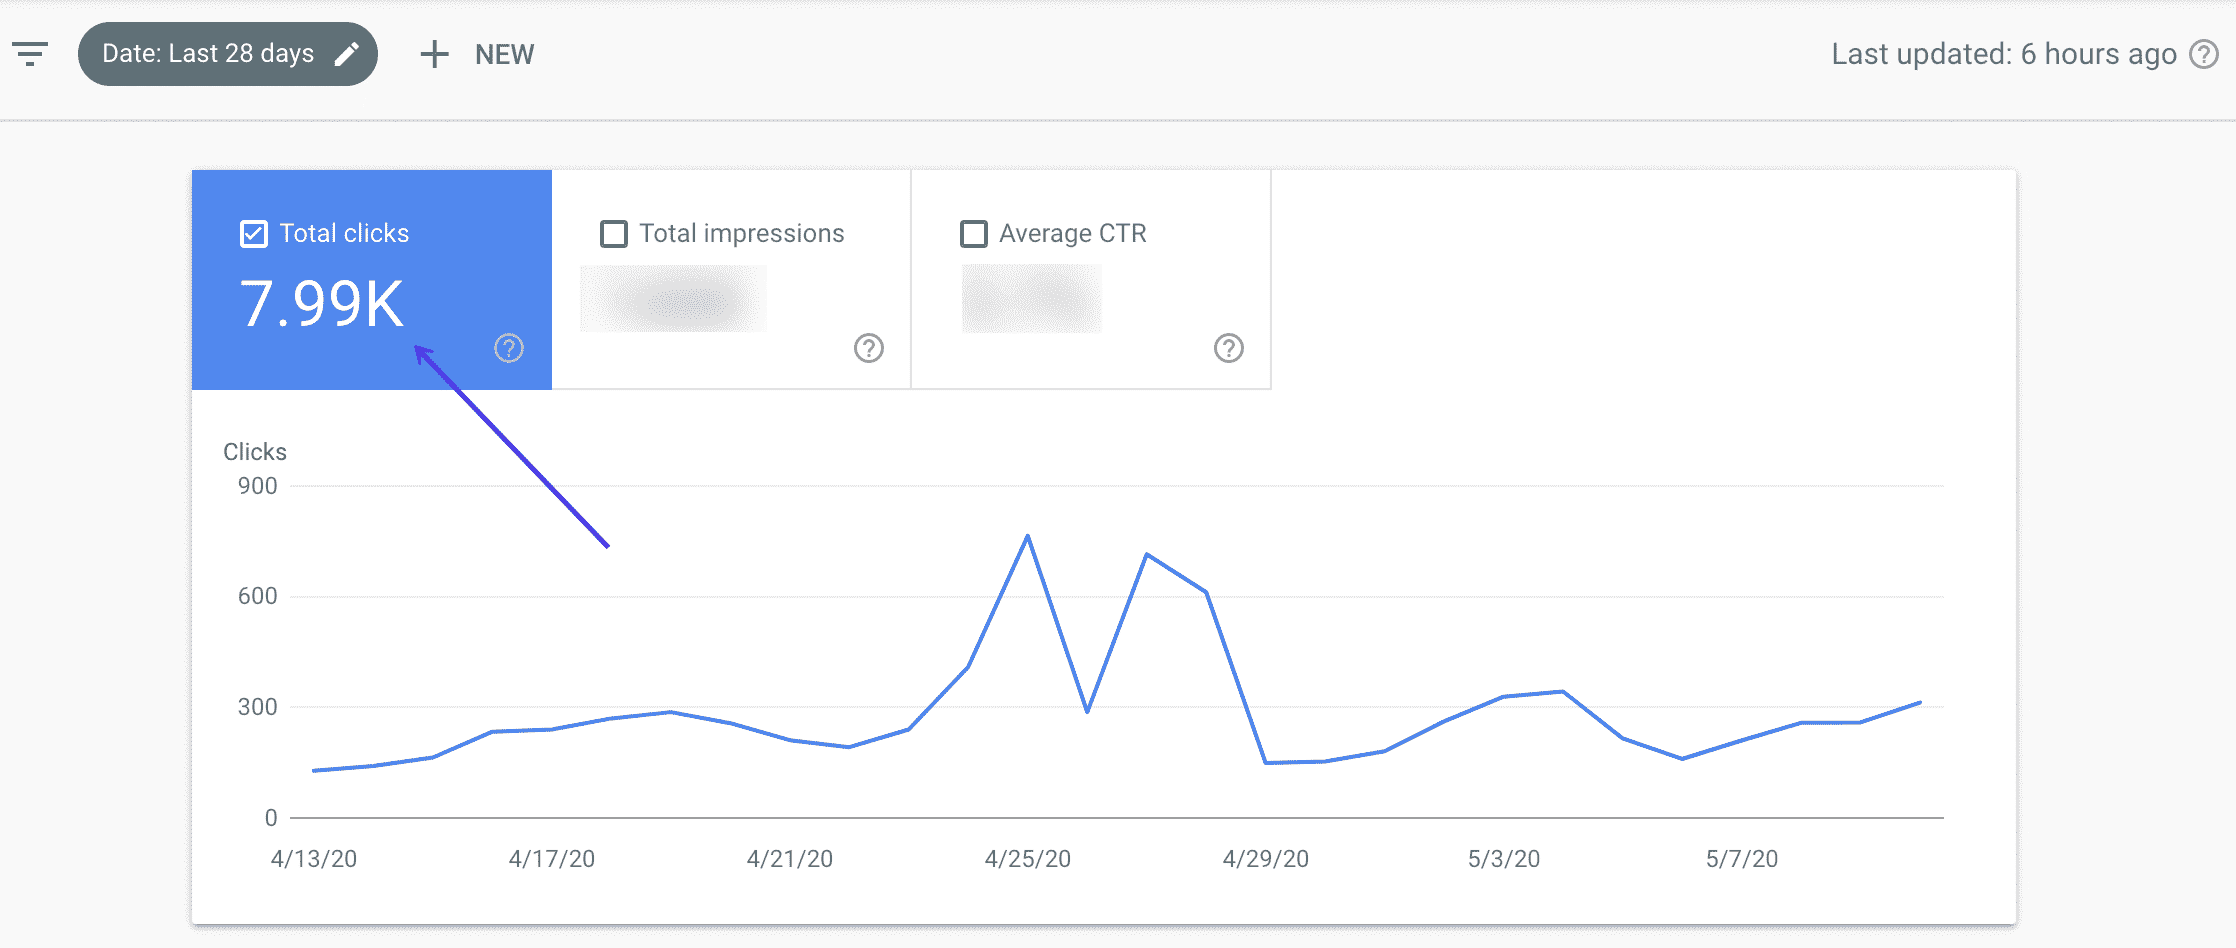 Date: Last 28 days
NEW
Last updated: 6 hours ago
Total clicks
7.99K
Total impressions
Average CTR
Clicks
900
600
300
0
4/13/20 4/17/20 4/21/20 4/25/20 4/29/20 5/3/20 5/7/20